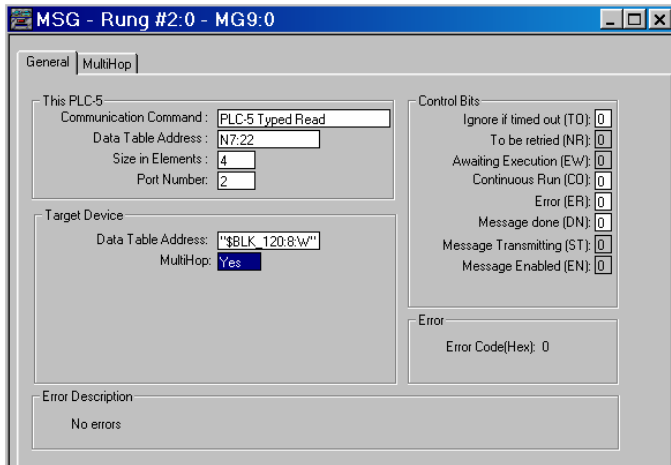 MSG - Rung #2:0 - MG9:0
General MultiHop
This PLC-5
Communication Command : PLC-5 Typed Read
Data Table Address : N7:22
Size in Elements : 4
Port Number: 2
Target Device
Data Table Address: "$BLK_120:8:W"
MultiHop: Yes
Control Bits
Ignore if timed out (TO): 0
To be retried (NR): 0
Awaiting Execution (EW): 0
Continuous Run (CO): 0
Error (ER): 0
Message done (DN): 0
Message Transmitting (ST): 0
Message Enabled (EN): 0
Error
Error Code(Hex): 0
Error Description
No errors